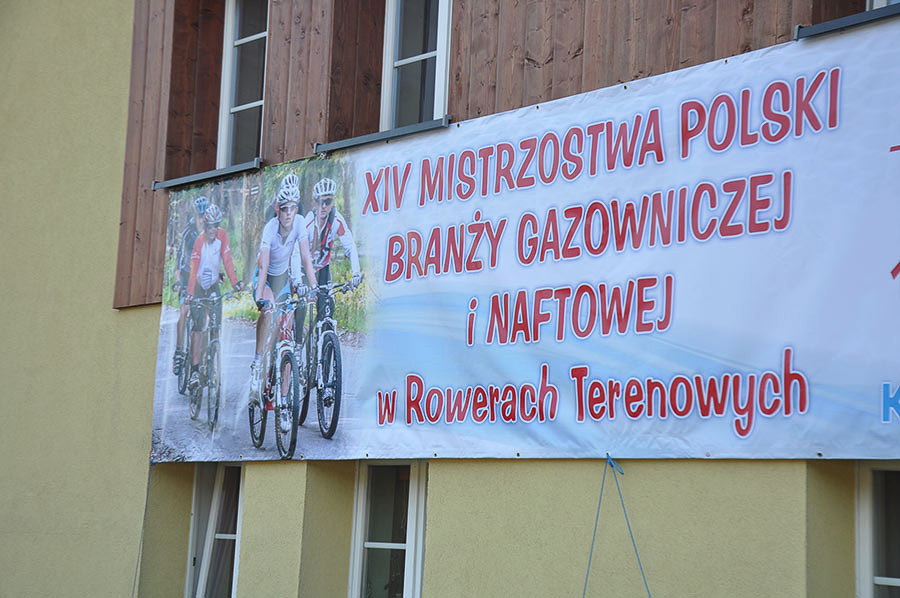 XIV MISTRZOSTWA POLSKI
BRANŻY GAZOWNICZEJ
i NAFTOWEJ
w Rowerach Terenowych
K